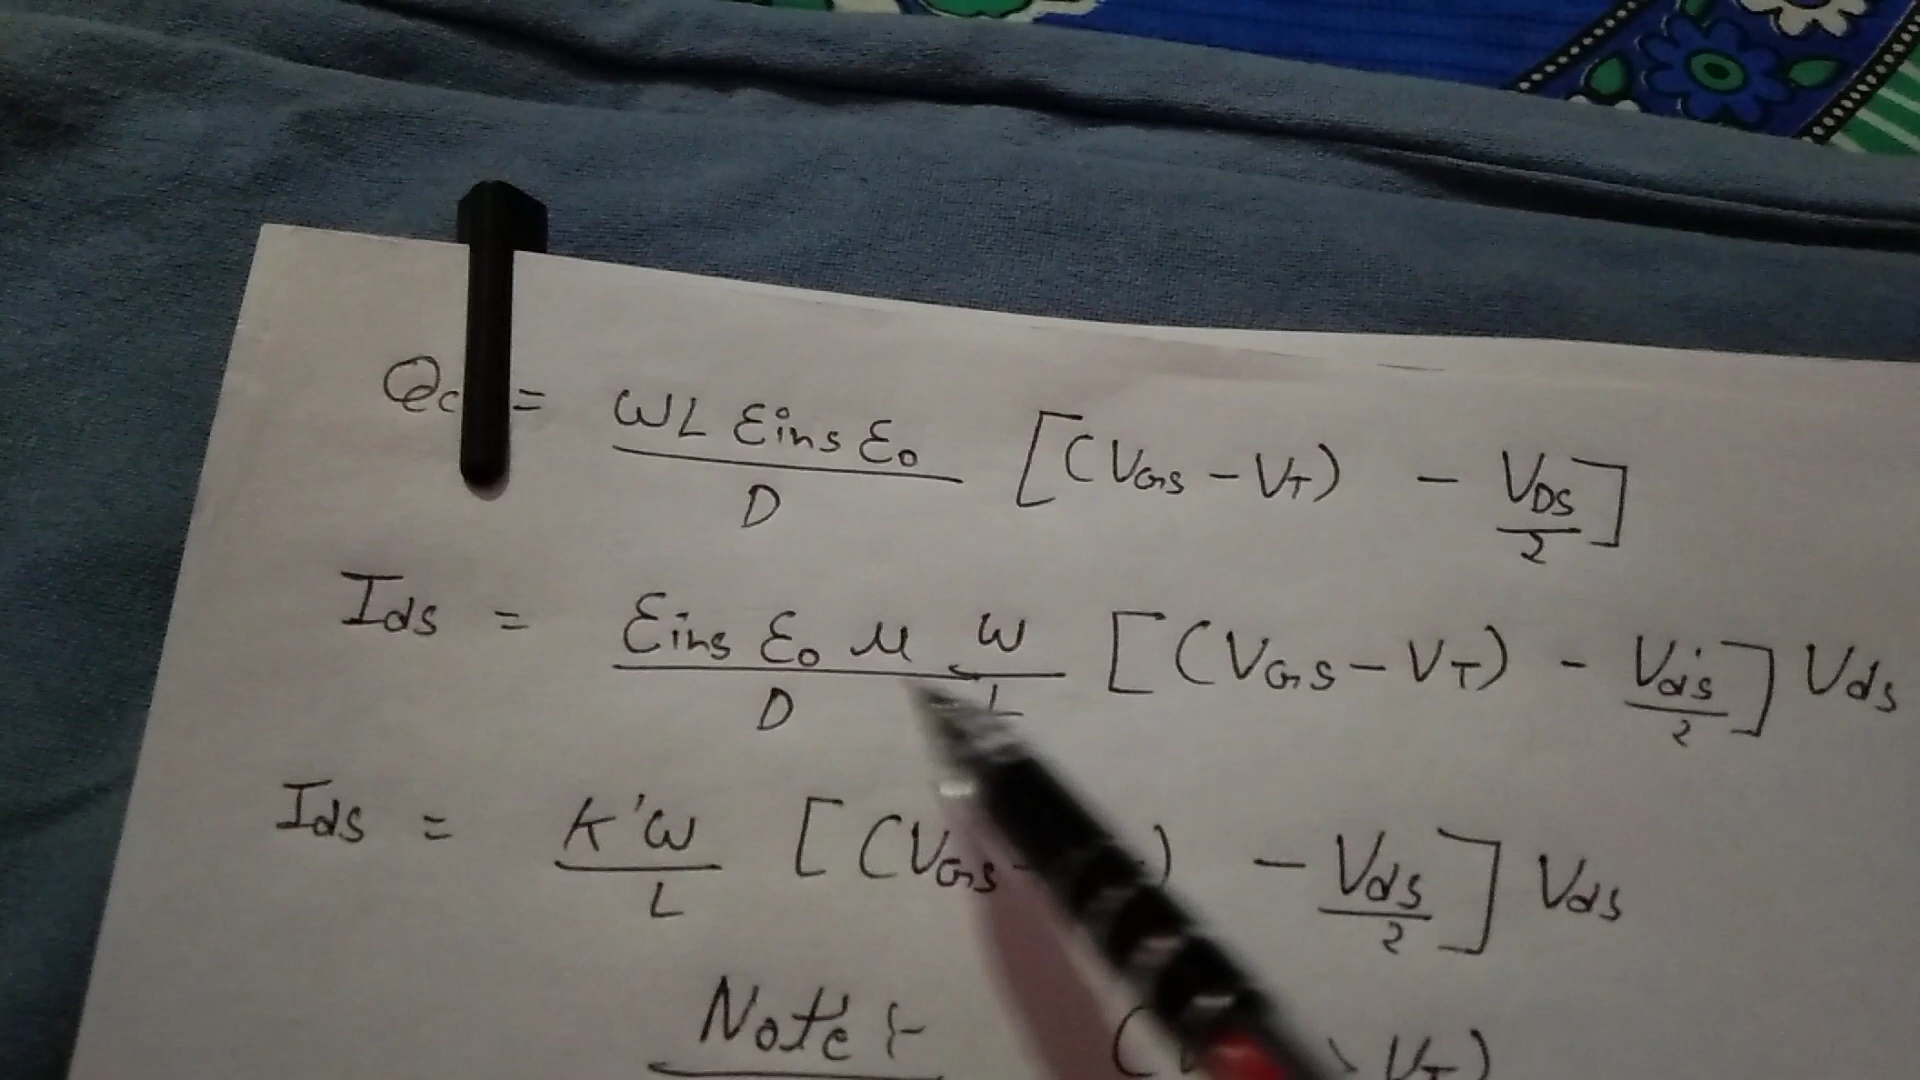 Qc = WL εins ε0 / D [(VGS - VT) - VDS / 2]
Ids = εins ε0 μ / D W / L [(VGS - VT) - Vds / 2] Vds
Ids = K'W / L [(VGS - ) - Vds / 2] Vds
Note :- ( > VT)